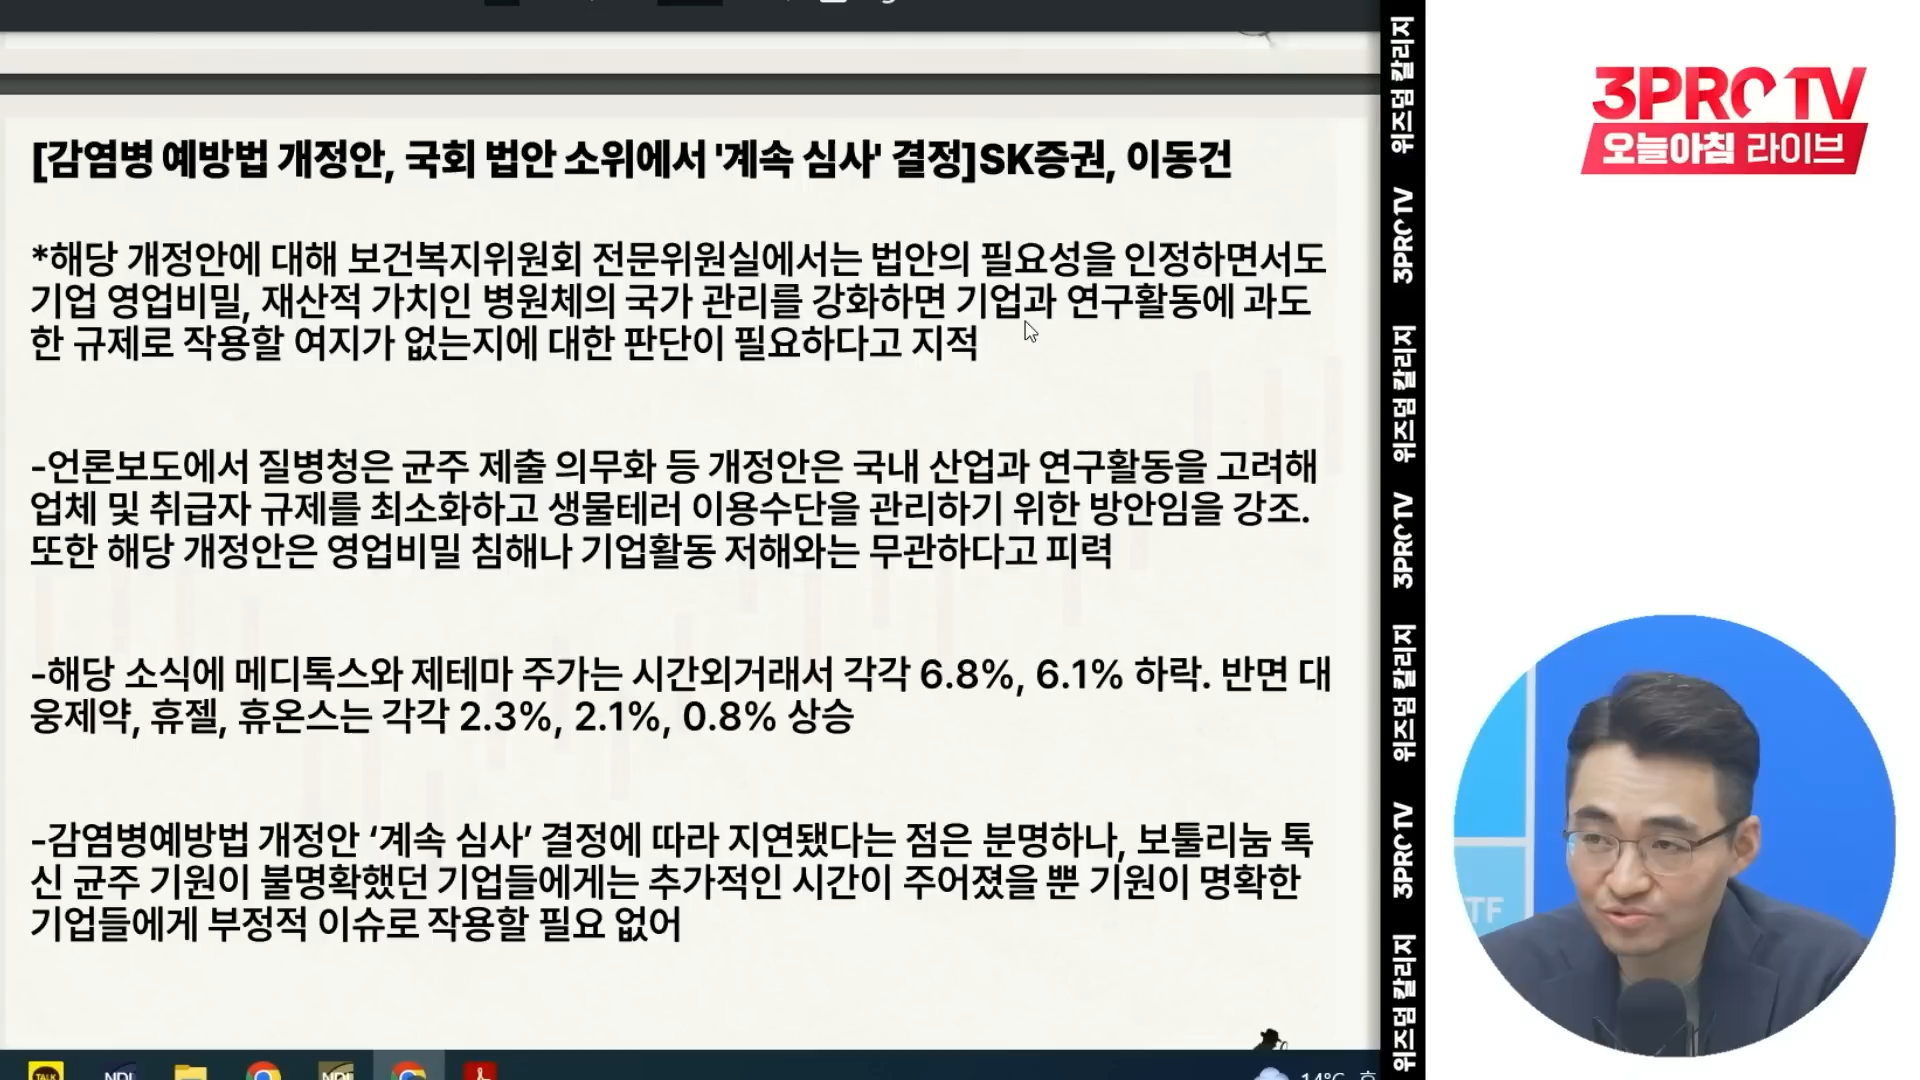 [감염병 예방법 개정안, 국회 법안 소위에서 '계속 심사' 결정]SK증권, 이동건
*해당 개정안에 대해 보건복지위원회 전문위원실에서는 법안의 필요성을 인정하면서도
기업 영업비밀, 재산적 가치인 병원체의 국가 관리를 강화하면 기업과 연구활동에 과도
한 규제로 작용할 여지가 없는지에 대한 판단이 필요하다고 지적
-언론보도에서 질병청은 균주 제출 의무화 등 개정안은 국내 산업과 연구활동을 고려해
업체 및 취급자 규제를 최소화하고 생물테러 이용수단을 관리하기 위한 방안임을 강조.
또한 해당 개정안은 영업비밀 침해나 기업활동 저해와는 무관하다고 피력
-해당 소식에 메디톡스와 제테마 주가는 시간외거래서 각각 6.8%, 6.1% 하락. 반면 대
웅제약, 휴젤, 휴온스는 각각 2.3%, 2.1%, 0.8% 상승
-감염병예방법 개정안 ‘계속 심사’ 결정에 따라 지연됐다는 점은 분명하나, 보툴리눔 톡
신 균주 기원이 불명확했던 기업들에게는 추가적인 시간이 주어졌을 뿐 기원이 명확한
기업들에게 부정적 이슈로 작용할 필요 없어
TALK
14°C
위즈덤 칼리지
3PROTV
위즈덤 칼리지
3PROTV
위즈덤 칼리지
3PROTV
위즈덤 칼리지
3PROTV
오늘아침 라이브
TF